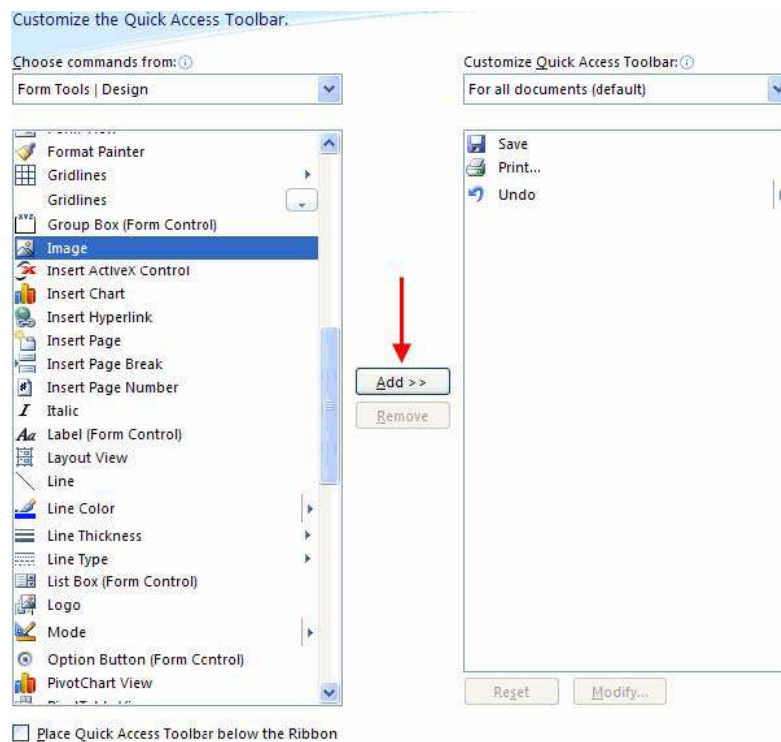 Customize the Quick Access Toolbar.
Choose commands from:
Customize Quick Access Toolbar:
Form Tools | Design
For all documents (default)
Format Painter
Gridlines
Gridlines
Group Box (Form Control)
Image
Insert ActiveX Control
Insert Chart
Insert Hyperlink
Insert Page
Insert Page Break
Insert Page Number
Italic
Label (Form Control)
Layout View
Line
Line Color
Line Thickness
Line Type
List Box (Form Control)
Logo
Mode
Option Button (Form Control)
PivotChart View
Add >>
Remove
Save
Print...
Undo
Reset
Modify...
Place Quick Access Toolbar below the Ribbon